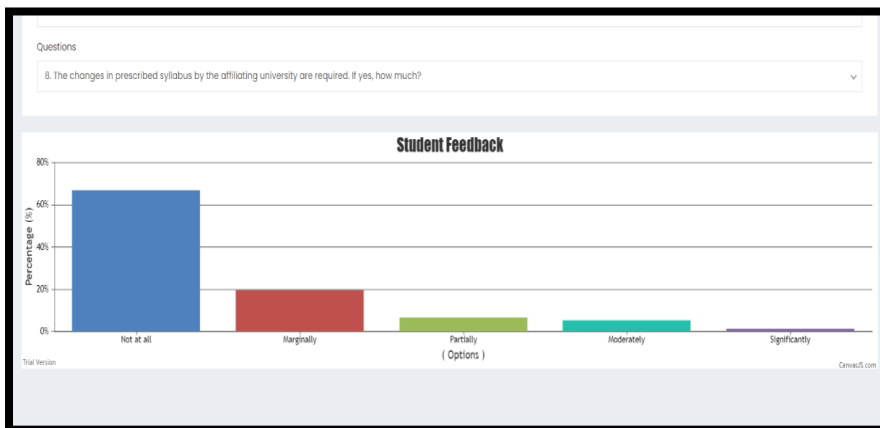 Questions
8. The changes in prescribed syllabus by the affiliating university are required. If yes, how much?
Student Feedback
80%
60%
40%
20%
0%
Percentage (%)
Not at all
Marginally
Partially
Moderately
Significantly
( Options )
Trial Version
CanvasJS.com